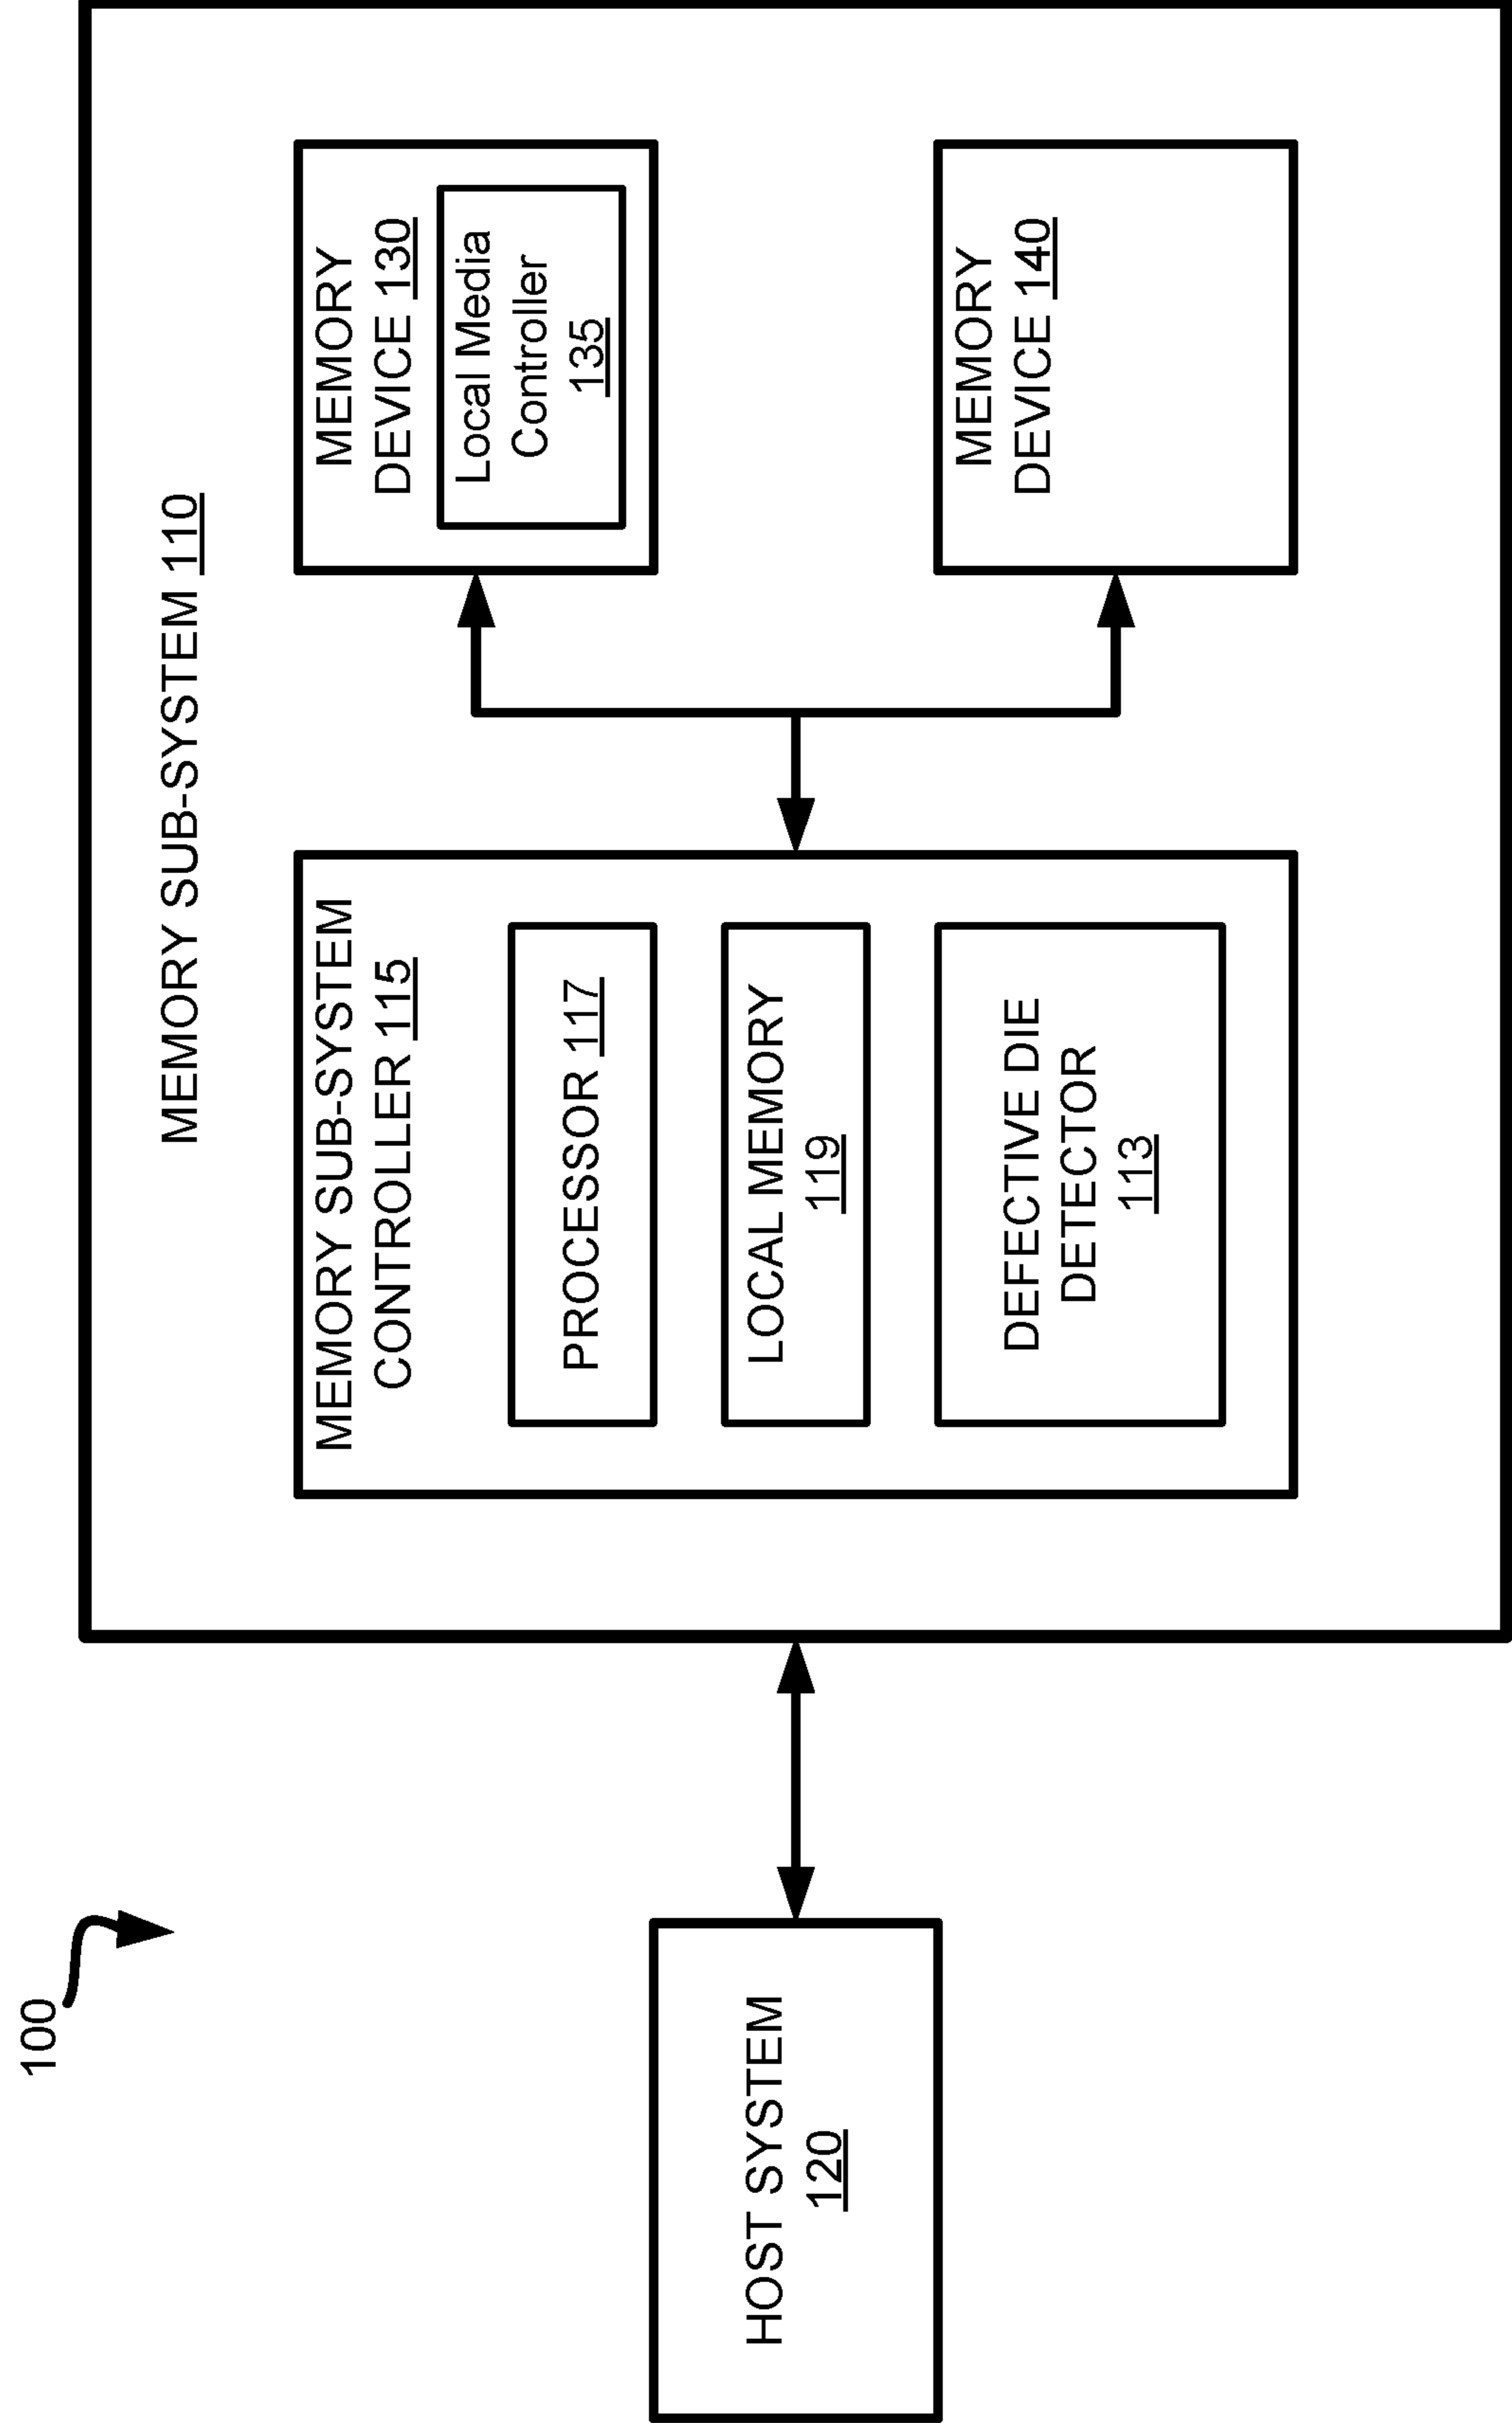 100
MEMORY SUB-SYSTEM 110
HOST SYSTEM
120
MEMORY SUB-SYSTEM
CONTROLLER 115
PROCESSOR 117
LOCAL MEMORY
119
DEFECTIVE DIE
DETECTOR
113
MEMORY
DEVICE 130
Local Media
Controller
135
MEMORY
DEVICE 140